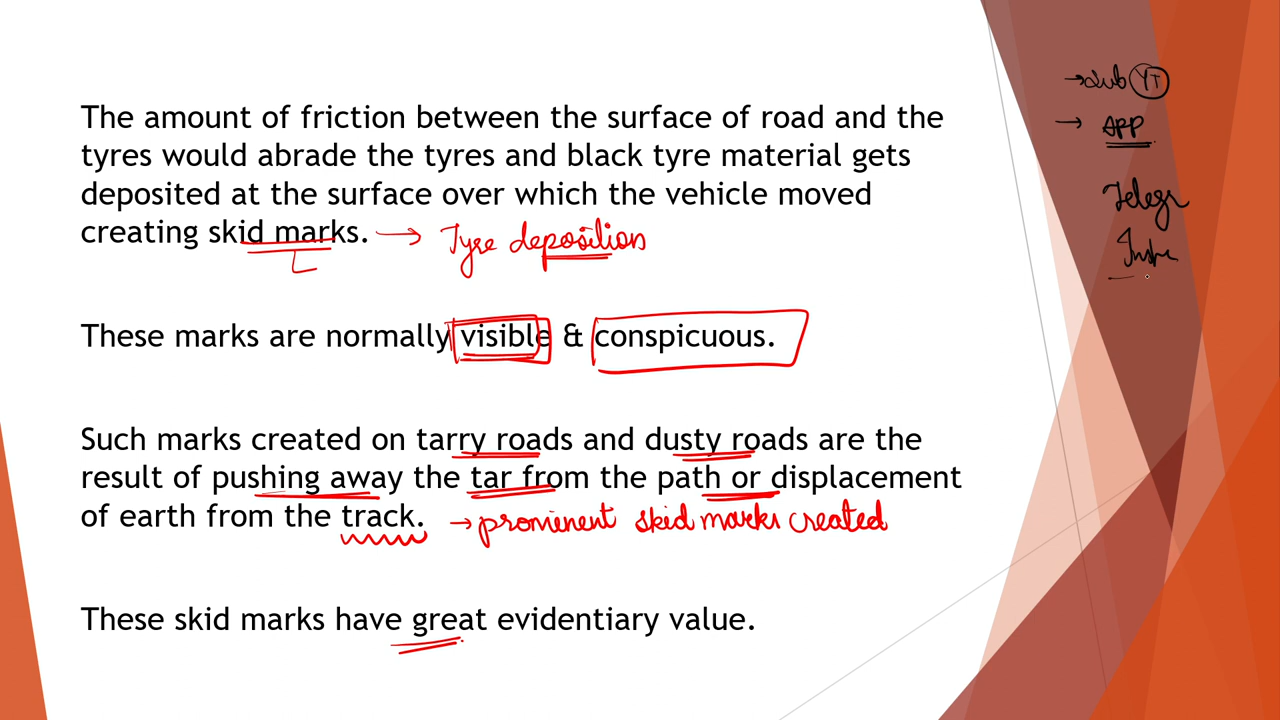 The amount of friction between the surface of road and the
tyres would abrade the tyres and black tyre material gets
deposited at the surface over which the vehicle moved
creating skid marks. → Tyre deposition
These marks are normally visible & conspicuous.
Such marks created on tarry roads and dusty roads are the
result of pushing away the tar from the path or displacement
of earth from the track. → prominent skid marks created
These skid marks have great evidentiary value.
→ Sub YT
→ APP
Telegr